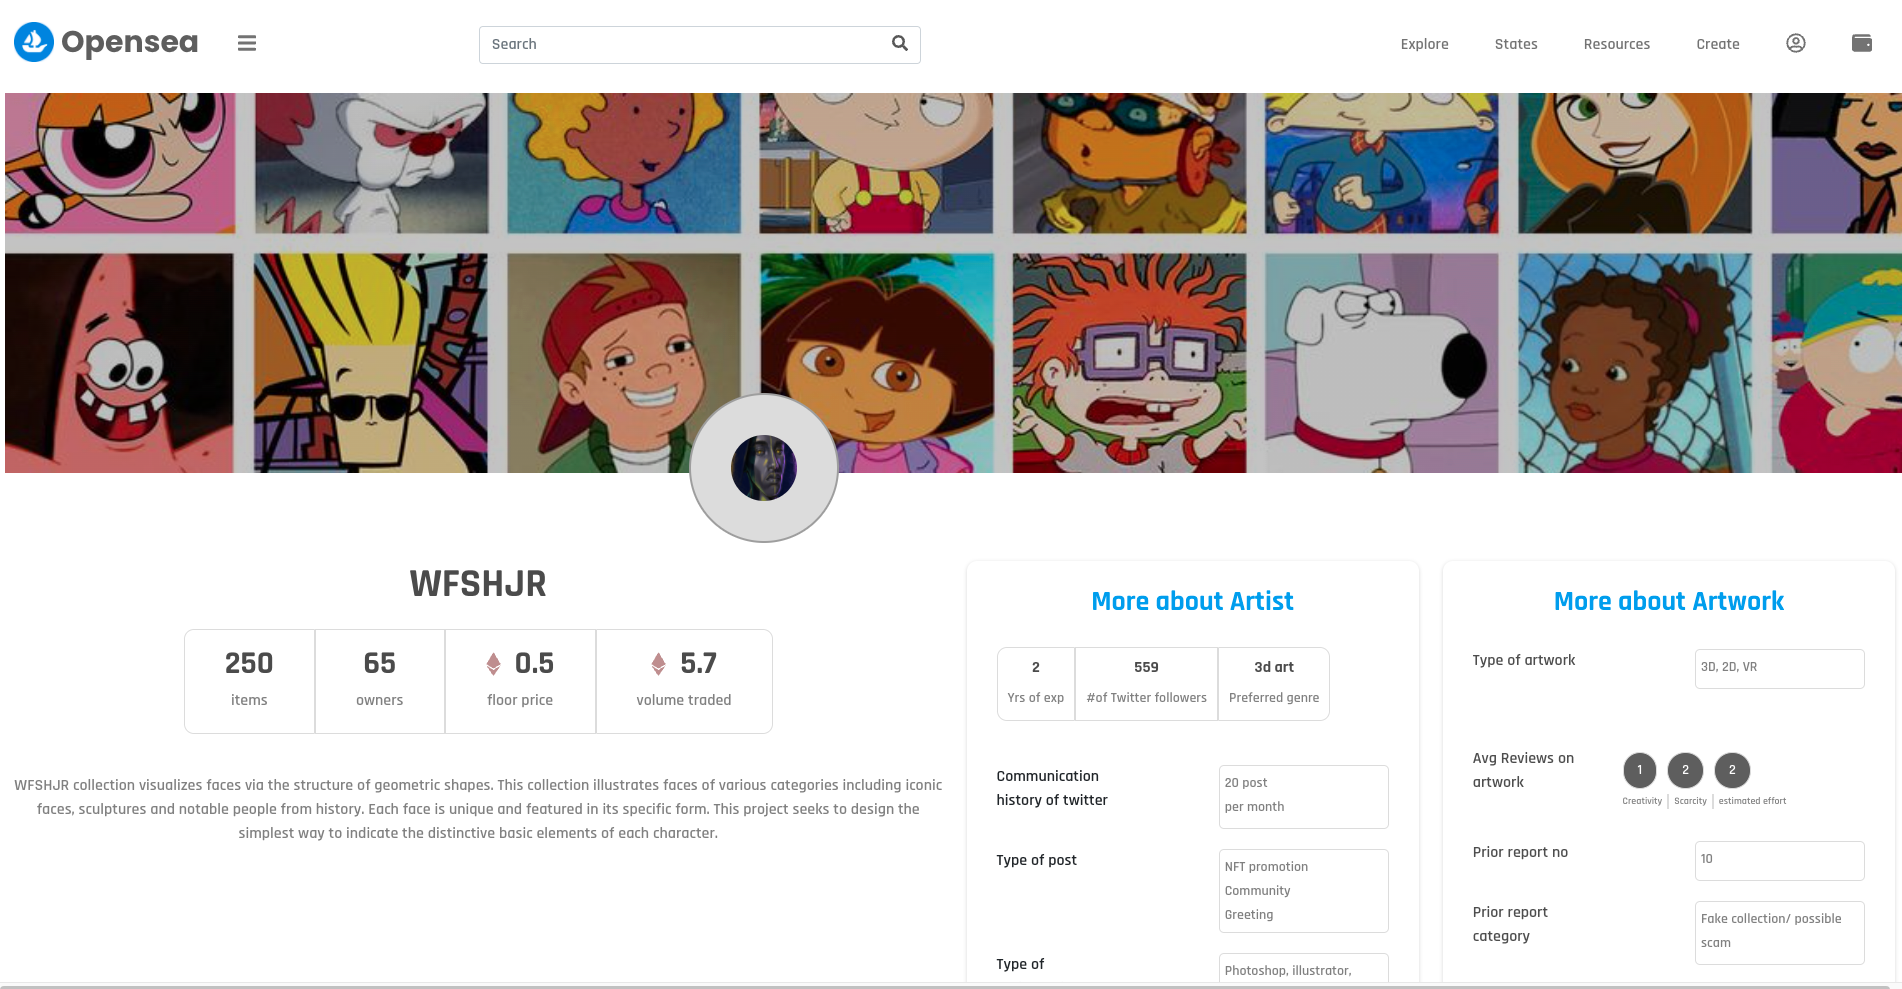 Opensea
Search
Explore States Resources Create
WFSHJR
250 65 0.5 5.7
items owners floor price volume traded
WFSHJR collection visualizes faces via the structure of geometric shapes. This collection illustrates faces of various categories including iconic
faces, sculptures and notable people from history. Each face is unique and featured in its specific form. This project seeks to design the
simplest way to indicate the distinctive basic elements of each character.
More about Artist
2 559 3d art
Yrs of exp #of Twitter followers Preferred genre
Communication
history of twitter
20 post
per month
Type of post
NFT promotion
Community
Greeting
Type of
Photoshop, illustrator,
More about Artwork
Type of artwork
3D, 2D, VR
Avg Reviews on
artwork
1 2 2
Creativity Scarcity estimated effort
Prior report no
10
Prior report
category
Fake collection/ possible
scam